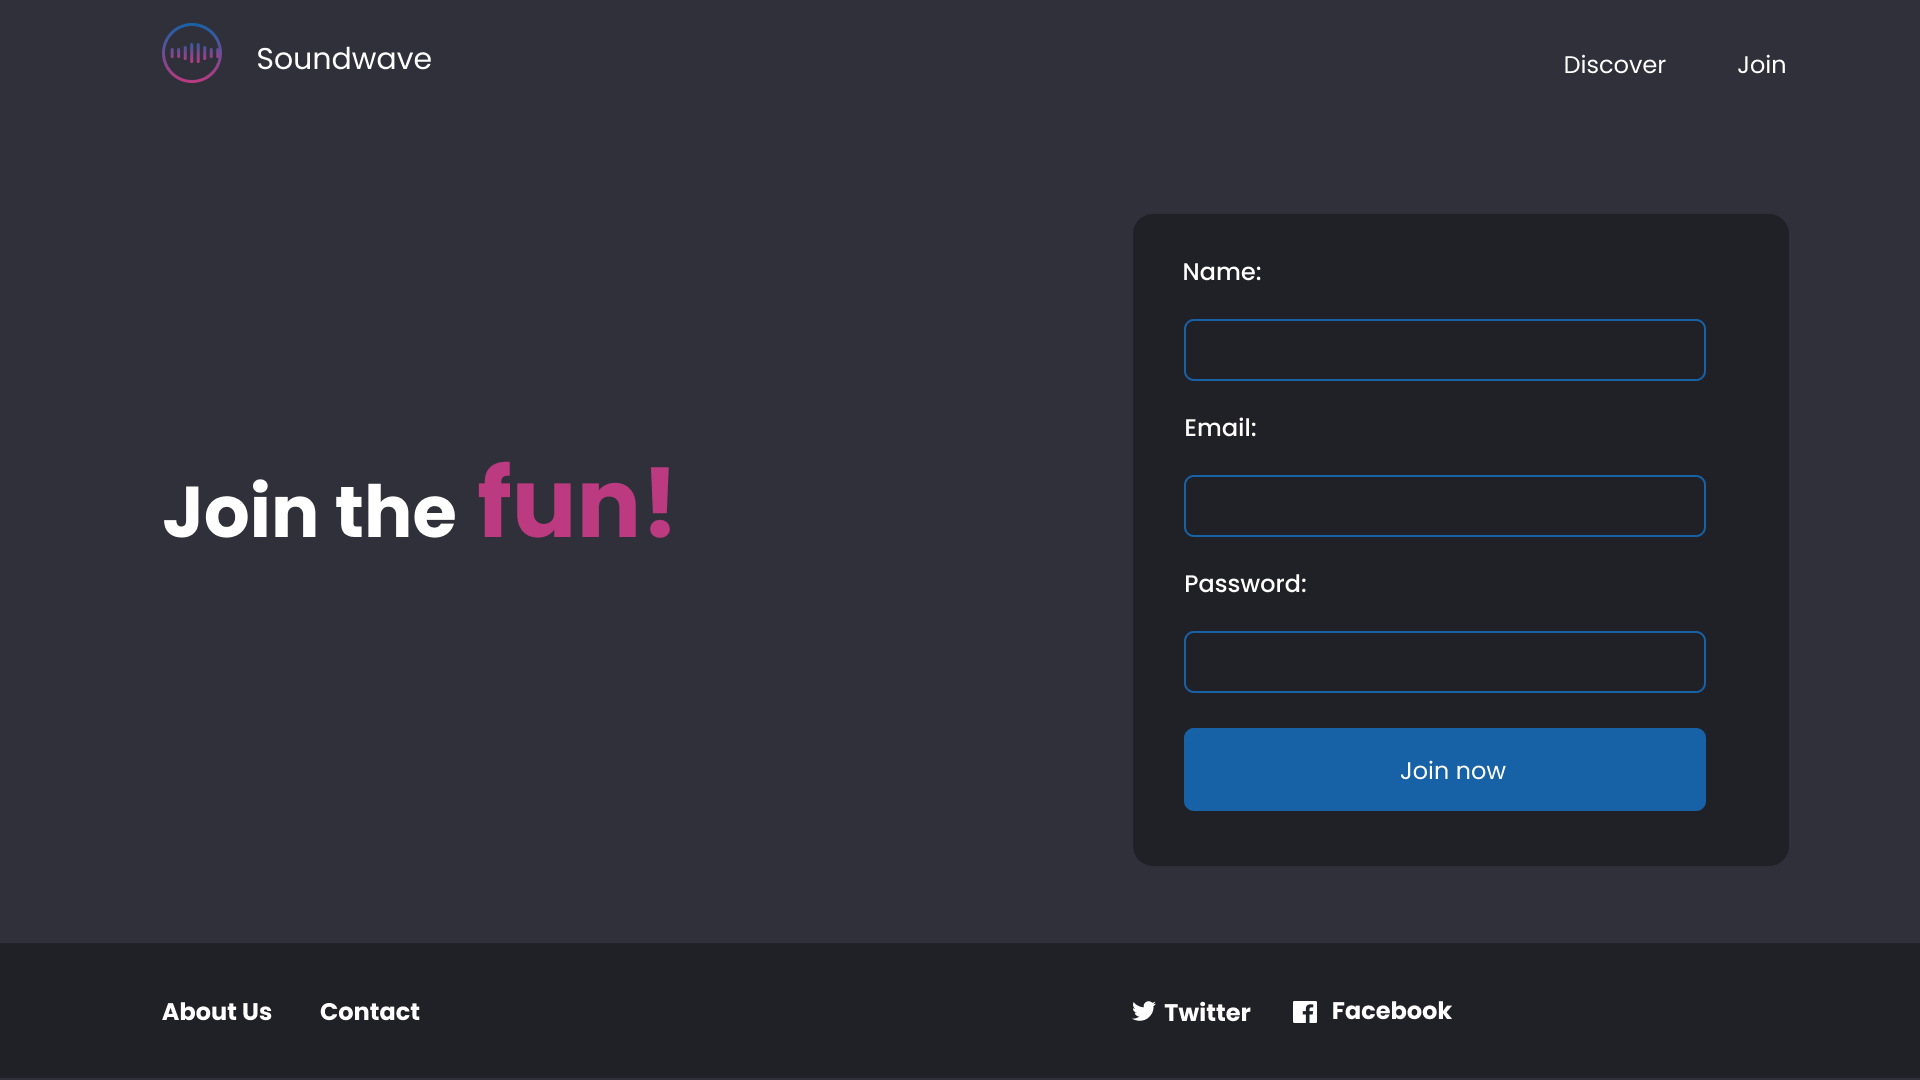 Soundwave
Discover Join
Join the fun!
Name:
Email:
Password:
Join now
About Us Contact
Twitter Facebook